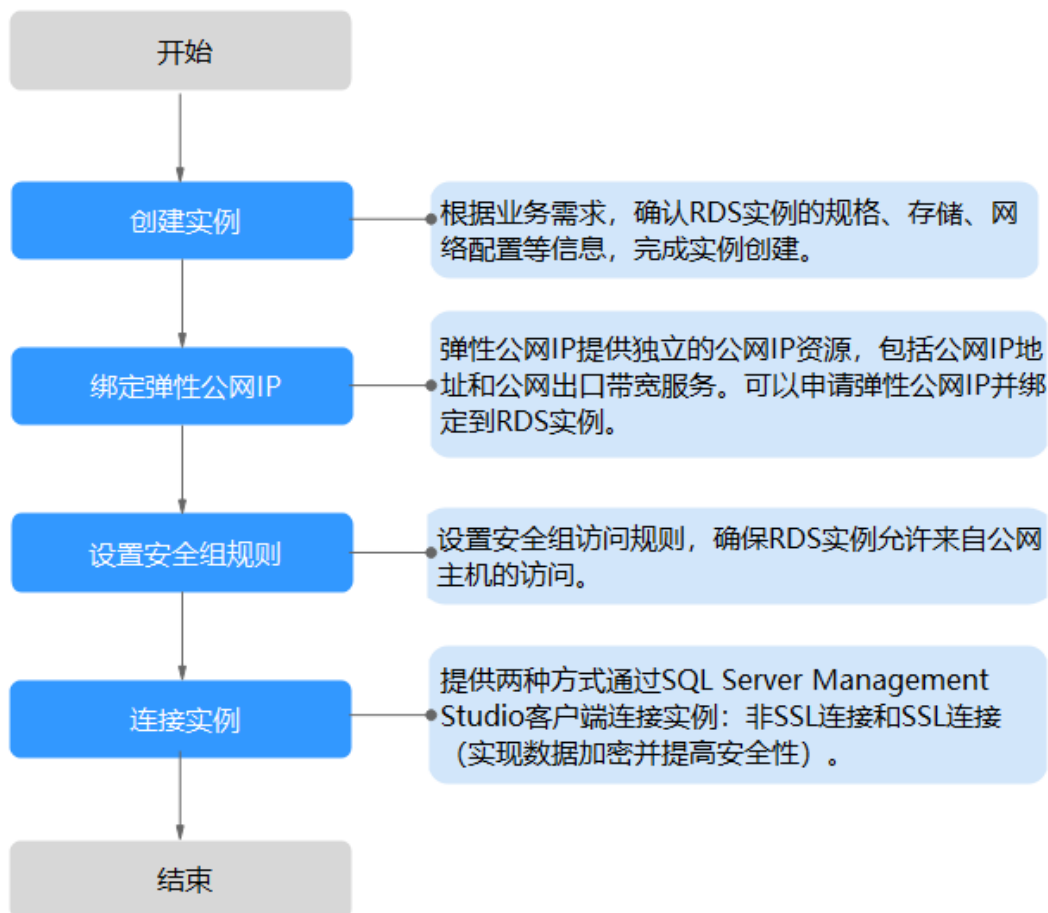 开始
创建实例
根据业务需求，确认RDS实例的规格、存储、网
络配置等信息，完成实例创建。
绑定弹性公网IP
弹性公网IP提供独立的公网IP资源，包括公网IP地
址和公网出口带宽服务。可以申请弹性公网IP并绑
定到RDS实例。
设置安全组规则
设置安全组访问规则，确保RDS实例允许来自公网
主机的访问。
连接实例
提供两种方式通过SQL Server Management
Studio客户端连接实例：非SSL连接和SSL连接
（实现数据加密并提高安全性）。
结束